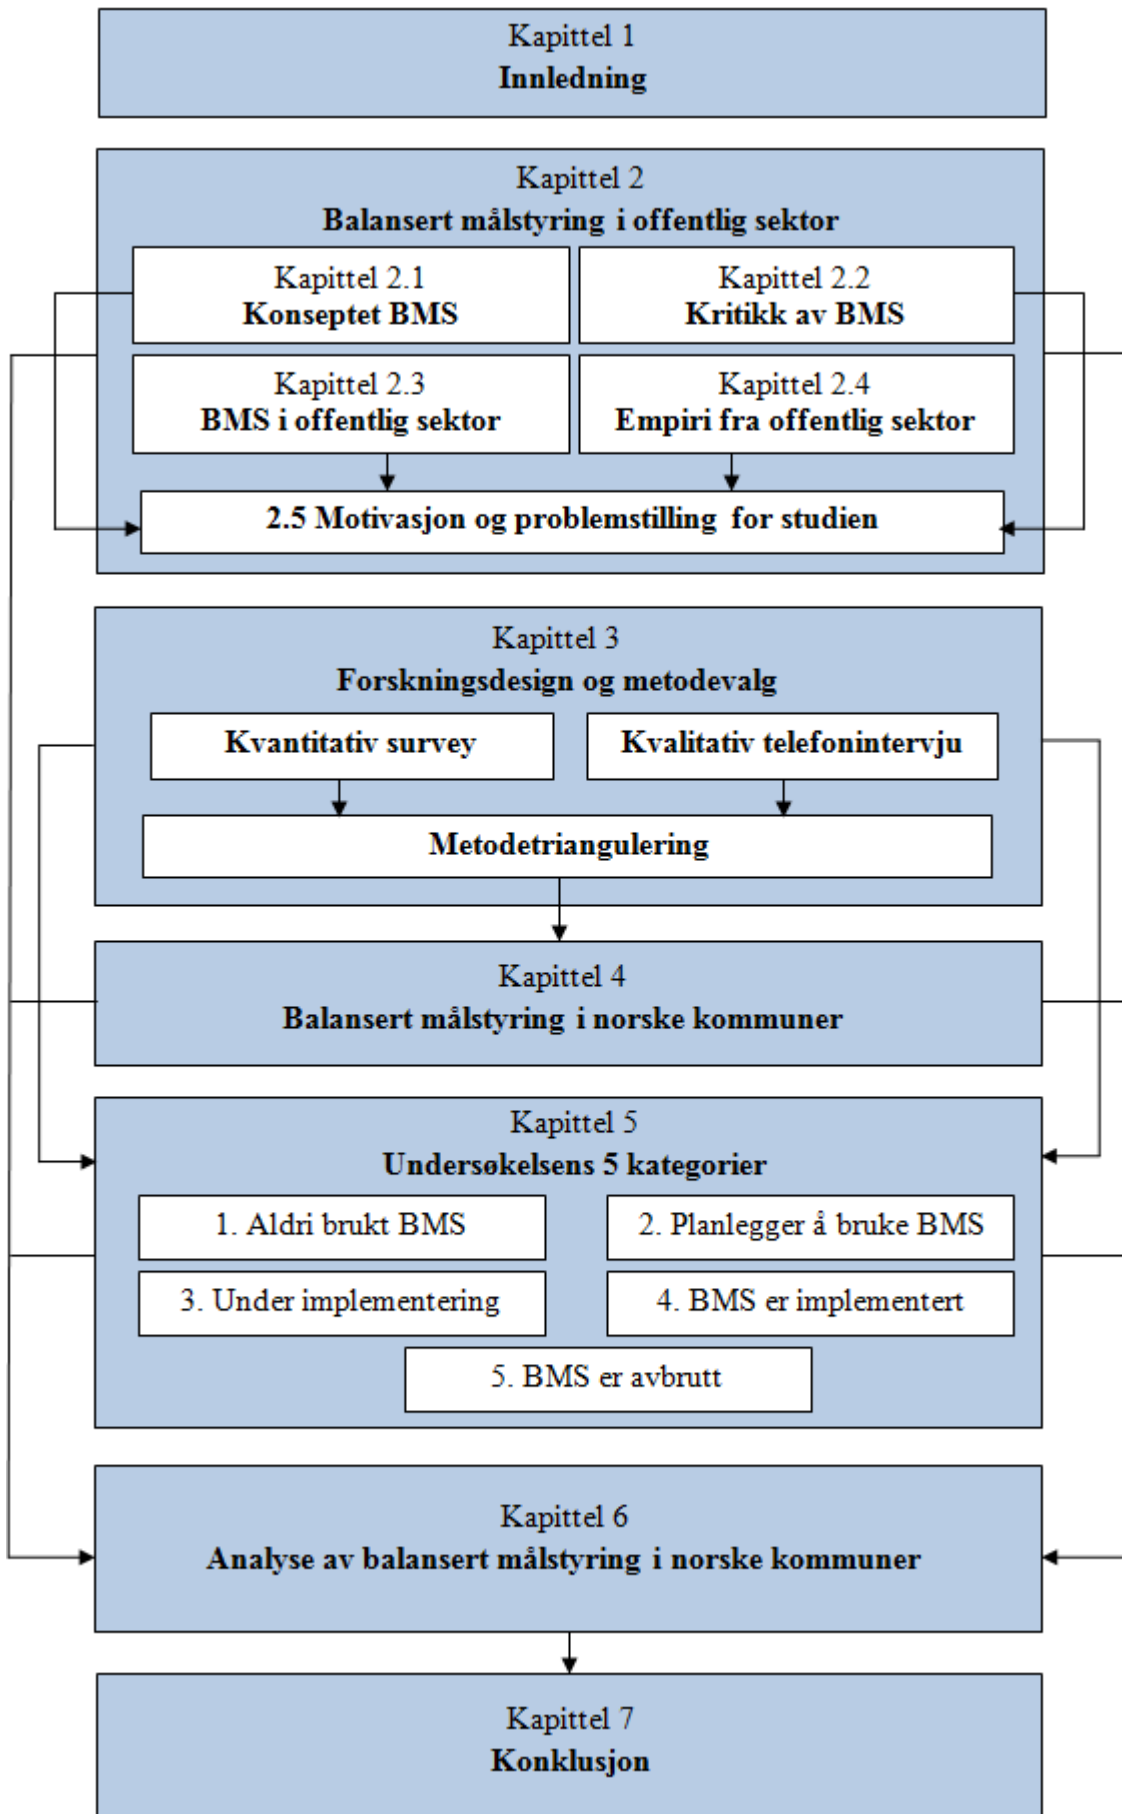 Kapittel 1
Innledning
Kapittel 2
Balansert målstyring i offentlig sektor
Kapittel 2.1
Konseptet BMS
Kapittel 2.2
Kritikk av BMS
Kapittel 2.3
BMS i offentlig sektor
Kapittel 2.4
Empiri fra offentlig sektor
2.5 Motivasjon og problemstilling for studien
Kapittel 3
Forskningsdesign og metodevalg
Kvantitativ survey
Kvalitativ telefonintervju
Metodetriangulering
Kapittel 4
Balansert målstyring i norske kommuner
Kapittel 5
Undersøkelsens 5 kategorier
1. Aldri brukt BMS
2. Planlegger å bruke BMS
3. Under implementering
4. BMS er implementert
5. BMS er avbrutt
Kapittel 6
Analyse av balansert målstyring i norske kommuner
Kapittel 7
Konklusjon